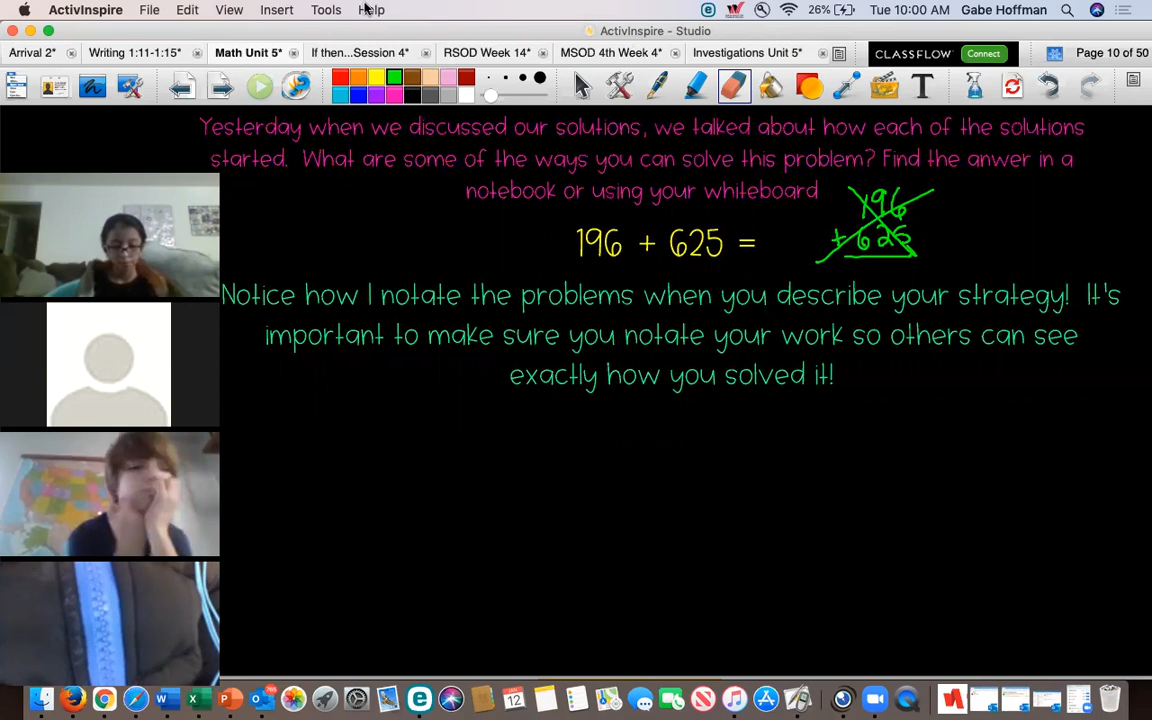 ActivInspire File Edit View Insert Tools Help 26% Tue 10:00 AM Gabe Hoffman
ActivInspire - Studio
Arrival 2* Writing 1:11-1:15* Math Unit 5* If then...Session 4* RSOD Week 14* MSOD 4th Week 4* Investigations Unit 5* CLASSFLOW Connect Page 10 of 50
Yesterday when we discussed our solutions, we talked about how each of the solutions
started. What are some of the ways you can solve this problem? Find the anwer in a
notebook or using your whiteboard
196
196 + 625 =
+ 625
Notice how I notate the problems when you describe your strategy! It's
important to make sure you notate your work so others can see
exactly how you solved it!
JAN
12